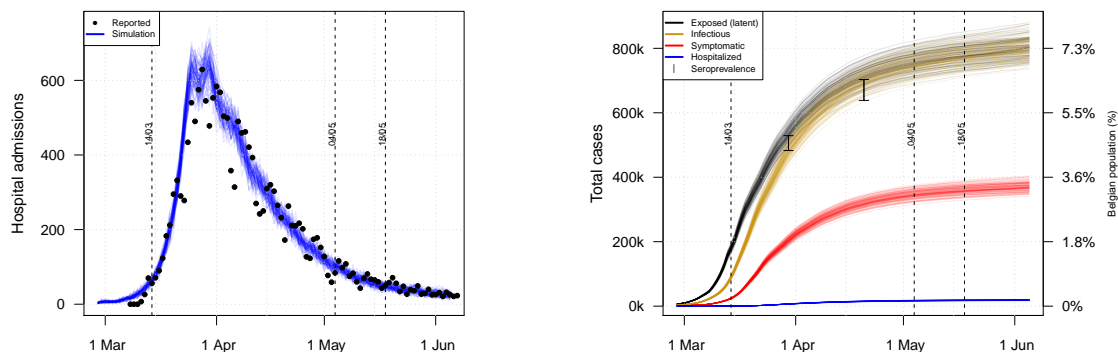 Reported
Simulation
Hospital admissions
600
400
200
0
14/03
04/05
18/05
1 Mar
1 Apr
1 May
1 Jun
Exposed (latent)
Infectious
Symptomatic
Hospitalized
Seroprevalence
Total cases
800k
600k
400k
200k
0k
14/03
04/05
18/05
7.3%
5.5%
3.6%
1.8%
0%
Belgian population (%)
1 Mar
1 Apr
1 May
1 Jun